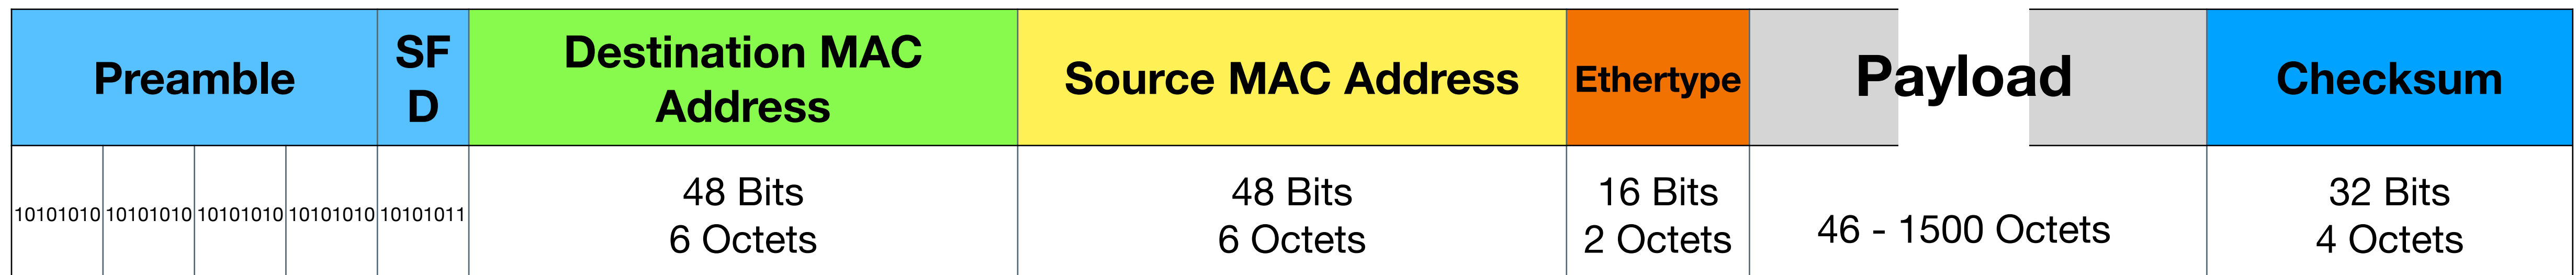 Preamble
SF
D
Destination MAC
Address
Source MAC Address
Ethertype
Payload
Checksum
10101010 10101010 10101010 10101010 10101011
48 Bits
6 Octets
48 Bits
6 Octets
16 Bits
2 Octets
46 - 1500 Octets
32 Bits
4 Octets